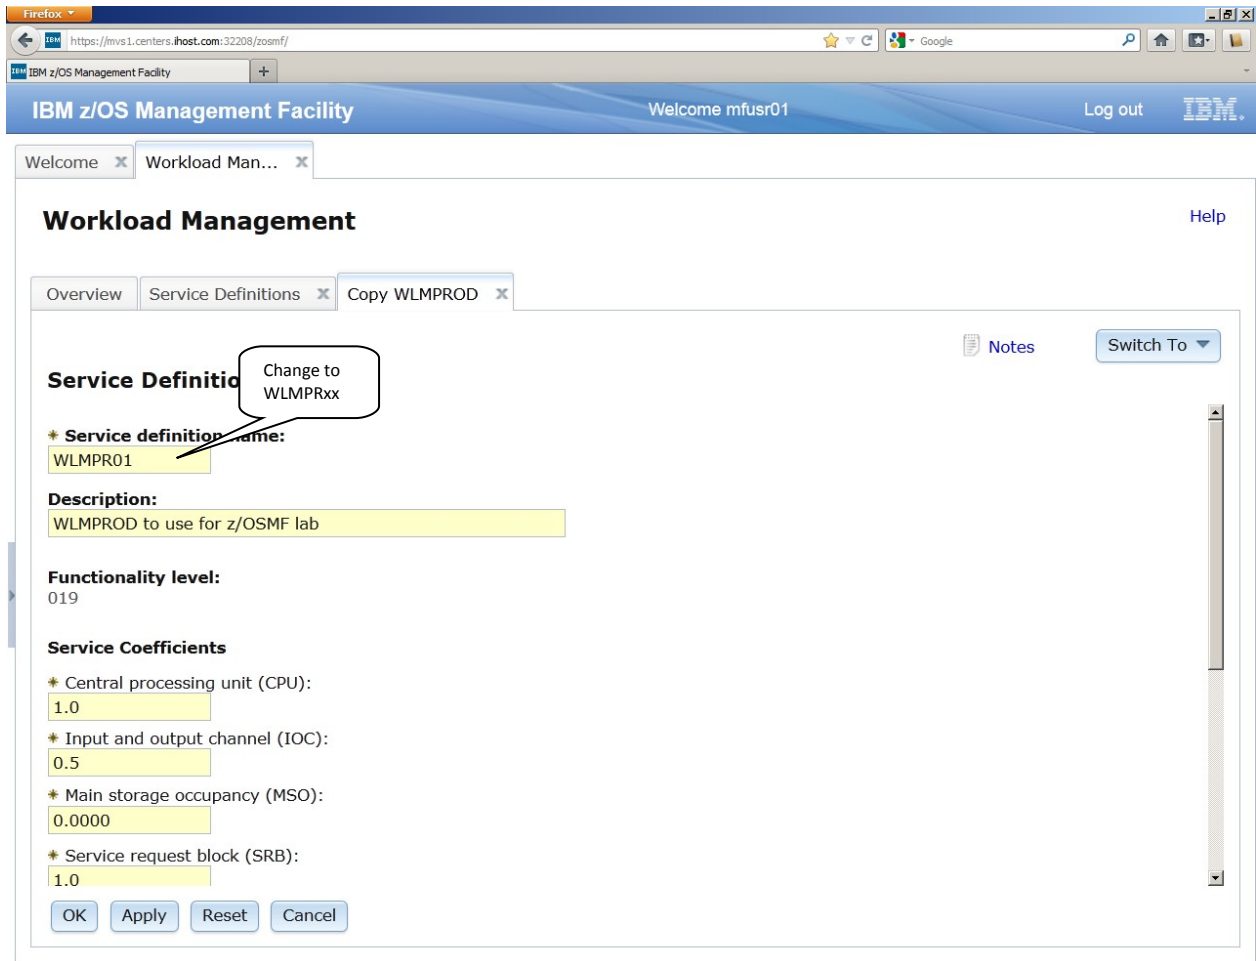 Firefox
IBM https://mvs1.centers.ihost.com:32208/zosmf/ Google
IBM IBM z/OS Management Facility +
IBM z/OS Management Facility Welcome mfusr01 Log out IBM.
Welcome x Workload Man... x
Workload Management Help
Overview Service Definitions x Copy WLMPROD x
Notes Switch To
Change to
WLMPRxx
Service Definitio
* Service definition name:
WLMPR01
Description:
WLMPROD to use for z/OSMF lab
Functionality level:
019
Service Coefficients
* Central processing unit (CPU):
1.0
* Input and output channel (IOC):
0.5
* Main storage occupancy (MSO):
0.0000
* Service request block (SRB):
1.0
OK Apply Reset Cancel